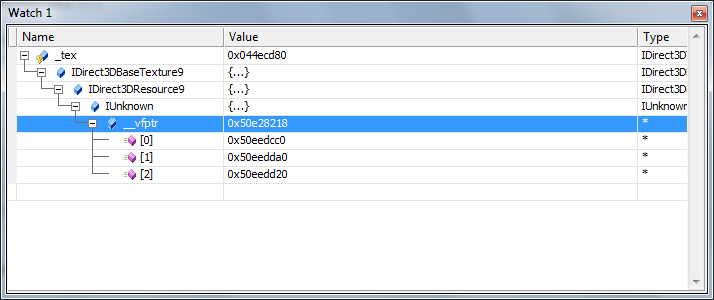 Watch 1
Name Value Type
_tex 0x044ecd80 IDirect3D
IDirect3DBaseTexture9 {...} IDirect3D
IDirect3DResource9 {...} IDirect3D
IUnknown {...} IUnknown
__vfptr 0x50e28218 *
[0] 0x50eedcc0 *
[1] 0x50eedda0 *
[2] 0x50eedd20 *